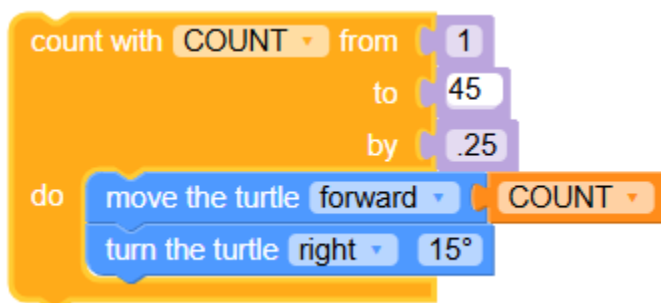 count with COUNT from 1
to 45
by .25
do move the turtle forward COUNT
turn the turtle right 15°